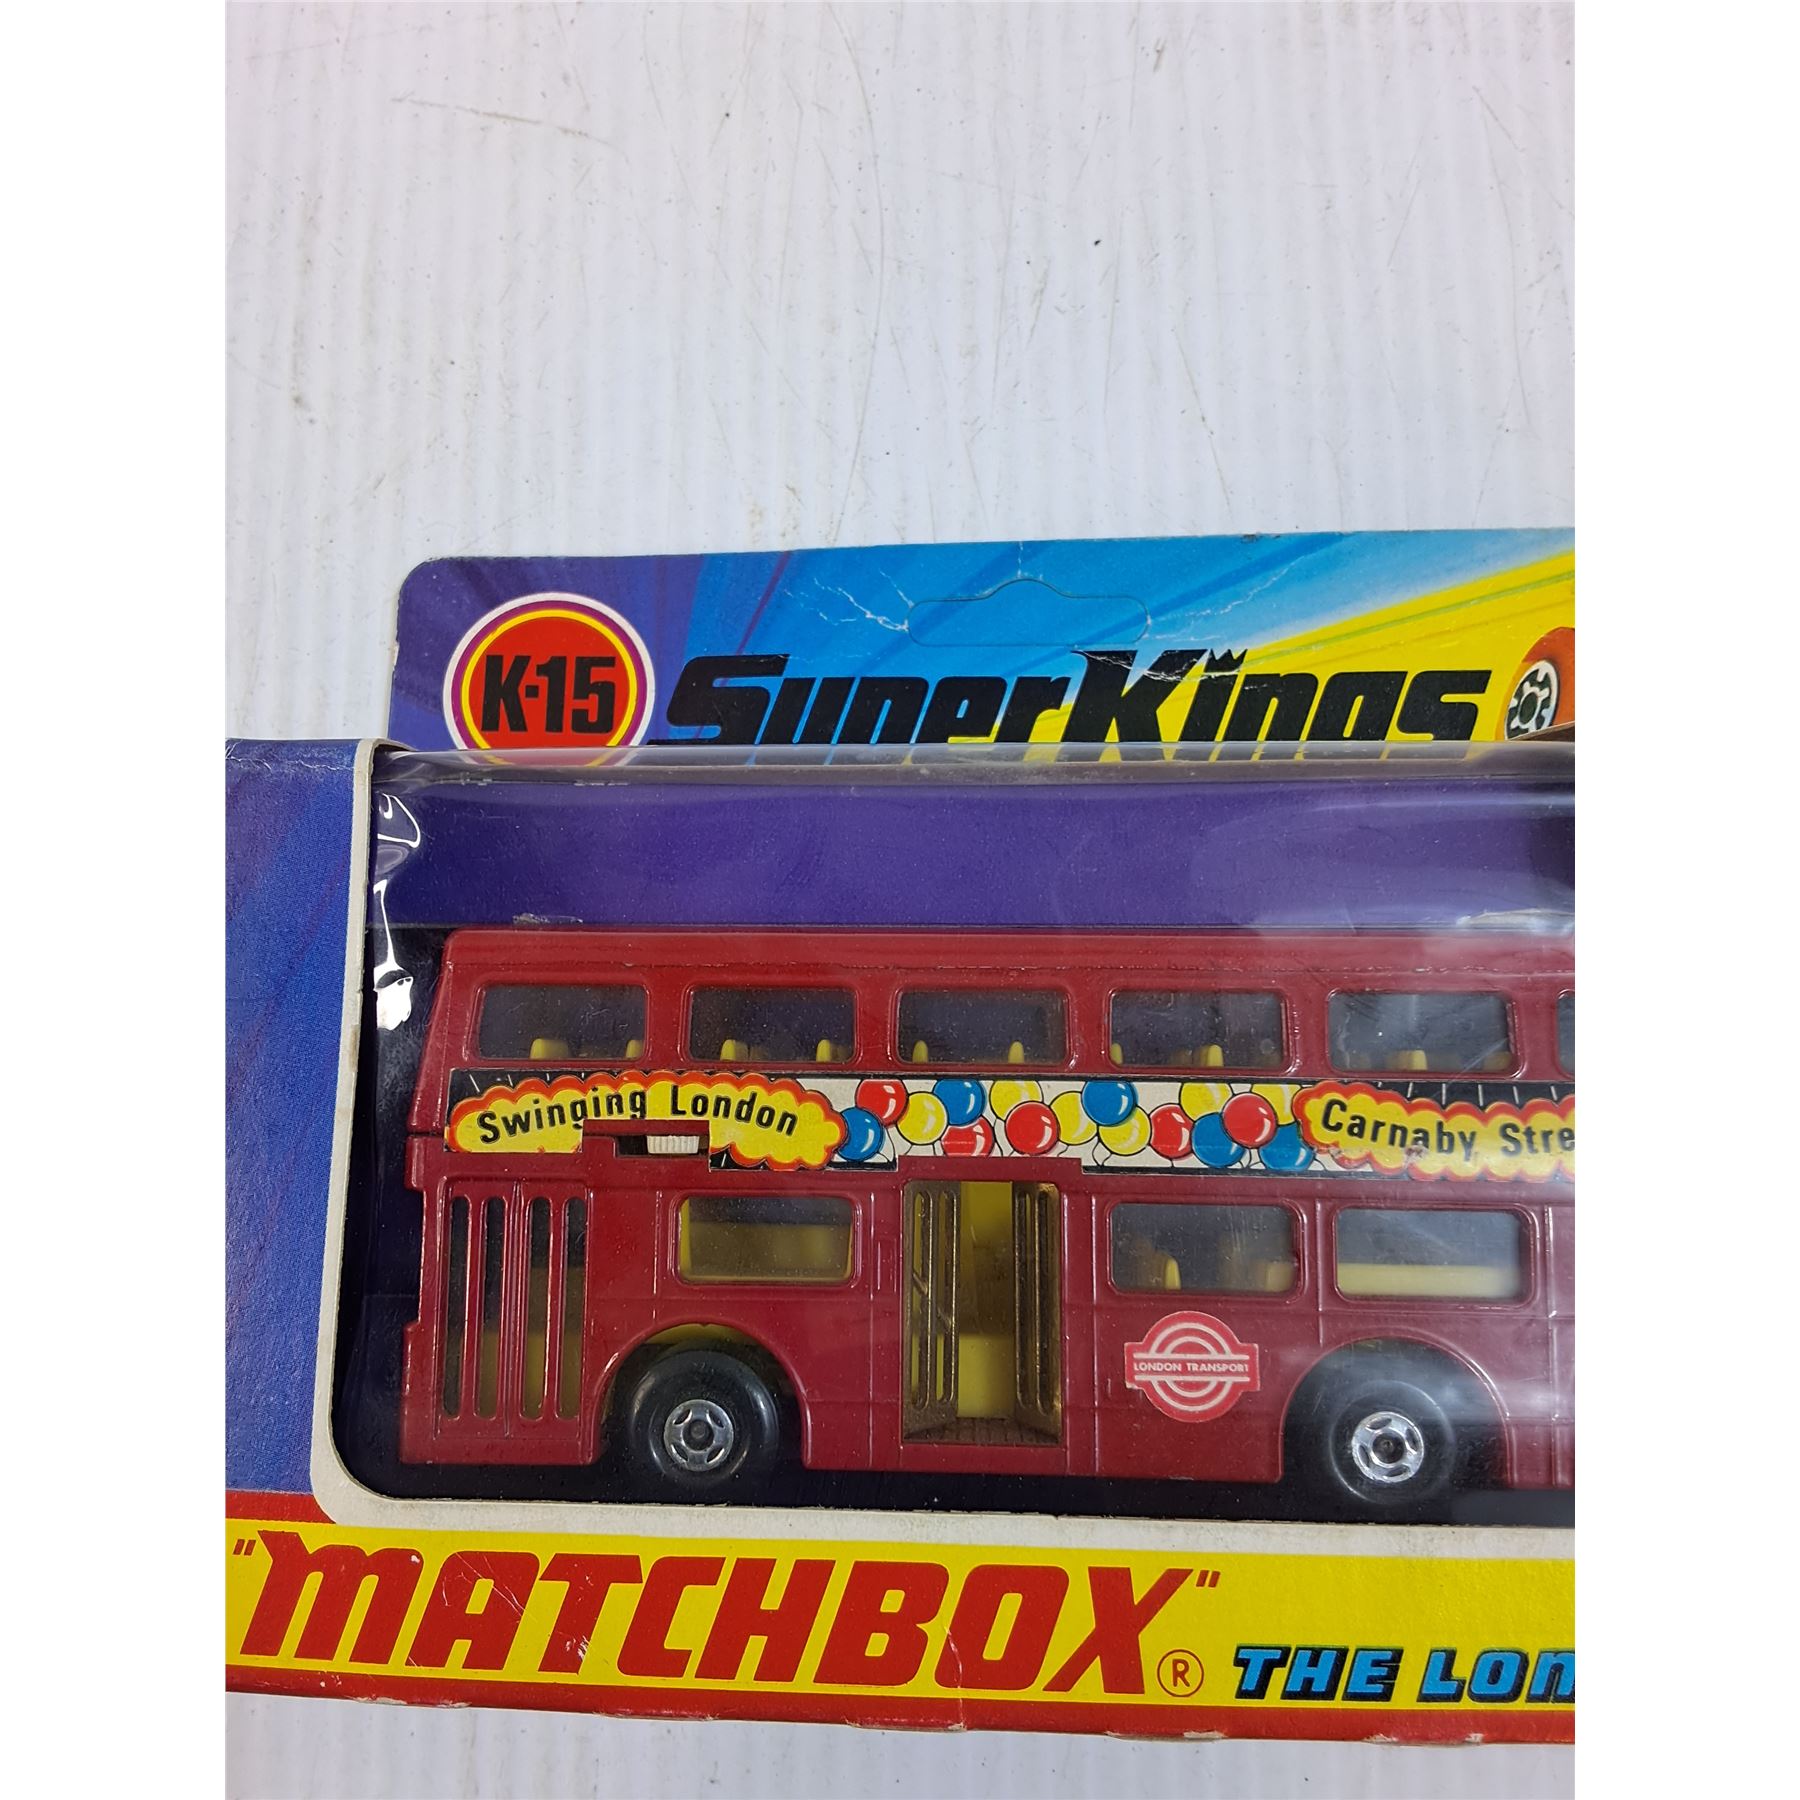 K-15 SuperKings
Swinging London
Carnaby Stre
LONDON TRANSPORT
"MATCHBOX"® THE LON